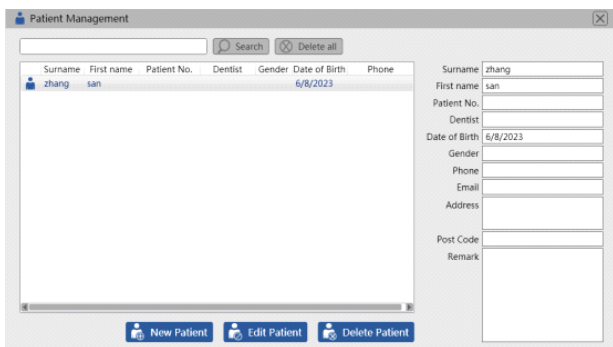 Patient Management
Search
Delete all
Surname First name Patient No. Dentist Gender Date of Birth Phone
zhang san 6/8/2023
Surname zhang
First name san
Patient No.
Dentist
Date of Birth 6/8/2023
Gender
Phone
Email
Address
Post Code
Remark
New Patient
Edit Patient
Delete Patient